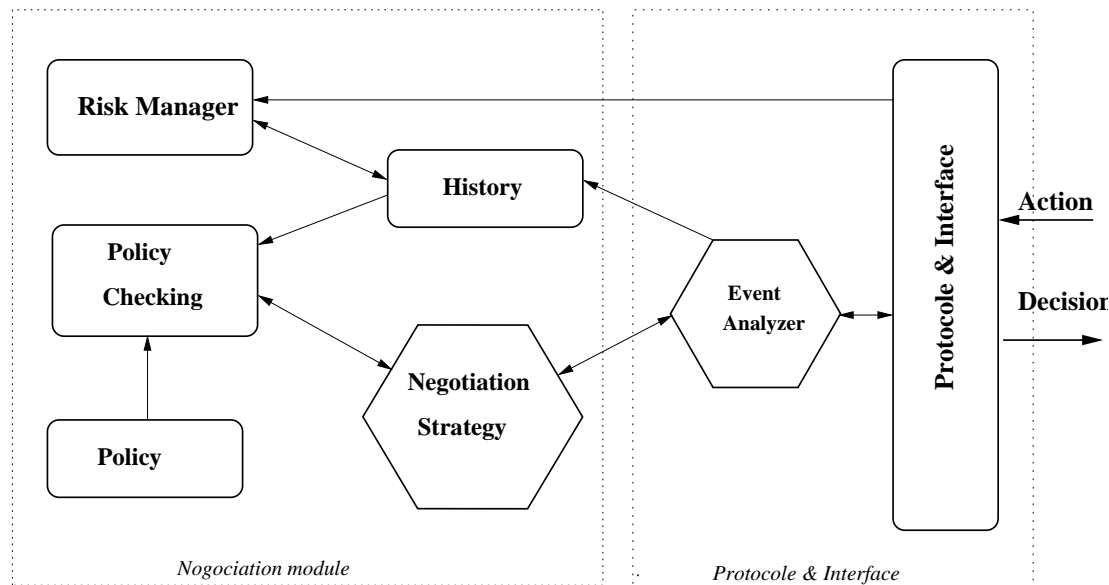 Risk Manager
History
Policy
Checking
Negotiation
Strategy
Policy
Nogociation module
Event
Analyzer
Protocole & Interface
Action
Decision
Protocole & Interface